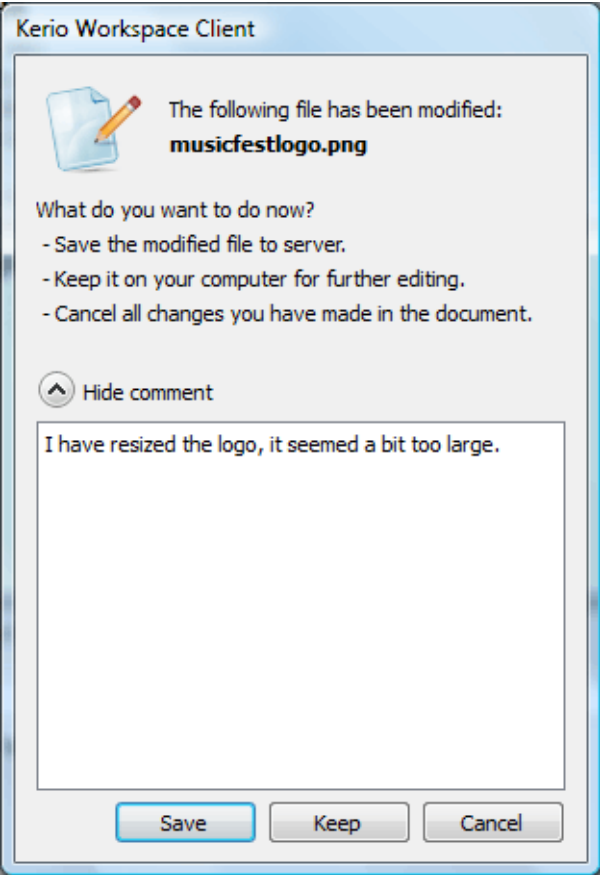 Kerio Workspace Client
The following file has been modified:
musicfestlogo.png
What do you want to do now?
- Save the modified file to server.
- Keep it on your computer for further editing.
- Cancel all changes you have made in the document.
Hide comment
I have resized the logo, it seemed a bit too large.
Save
Keep
Cancel